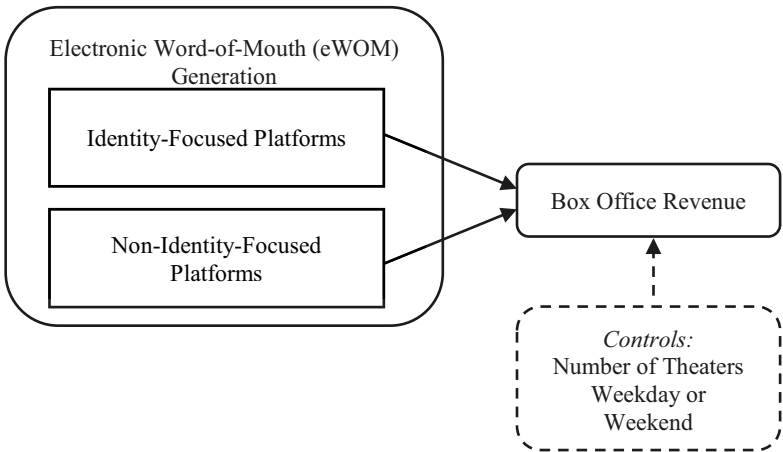 Electronic Word-of-Mouth (eWOM)
Generation
Identity-Focused Platforms
Non-Identity-Focused
Platforms
Box Office Revenue
Controls:
Number of Theaters
Weekday or
Weekend